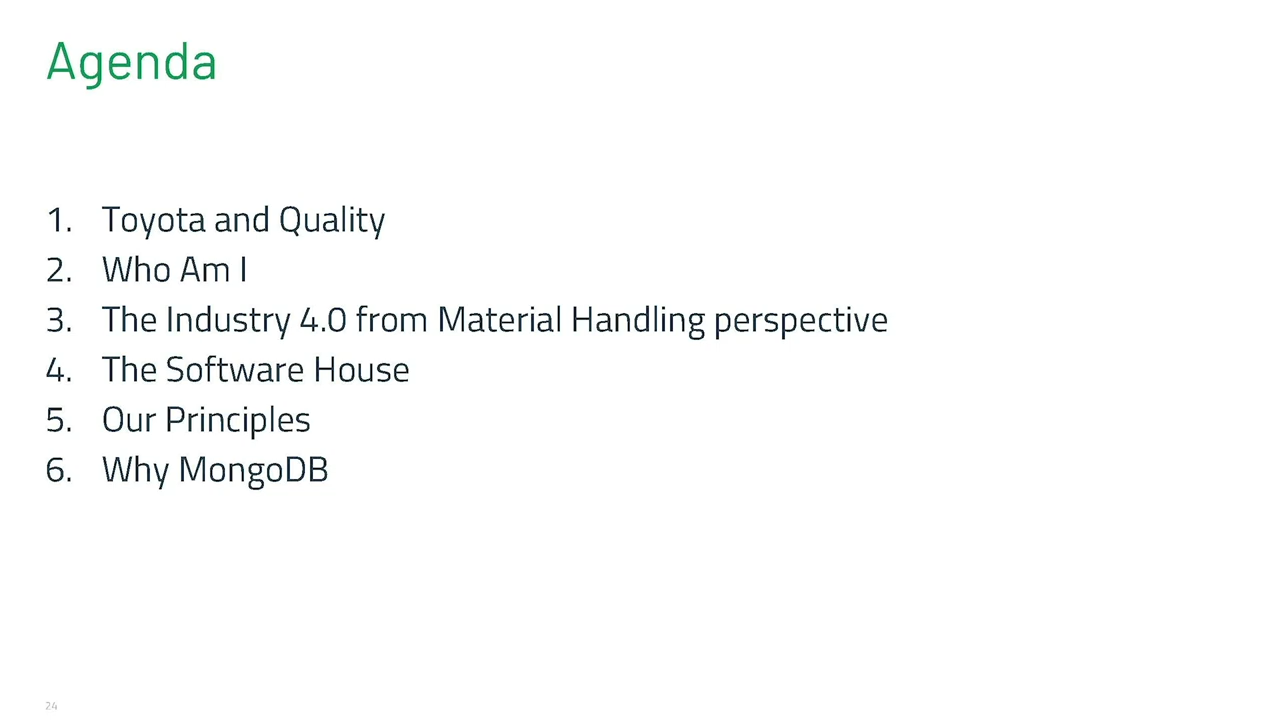 Agenda
1. Toyota and Quality
2. Who Am I
3. The Industry 4.0 from Material Handling perspective
4. The Software House
5. Our Principles
6. Why MongoDB
24